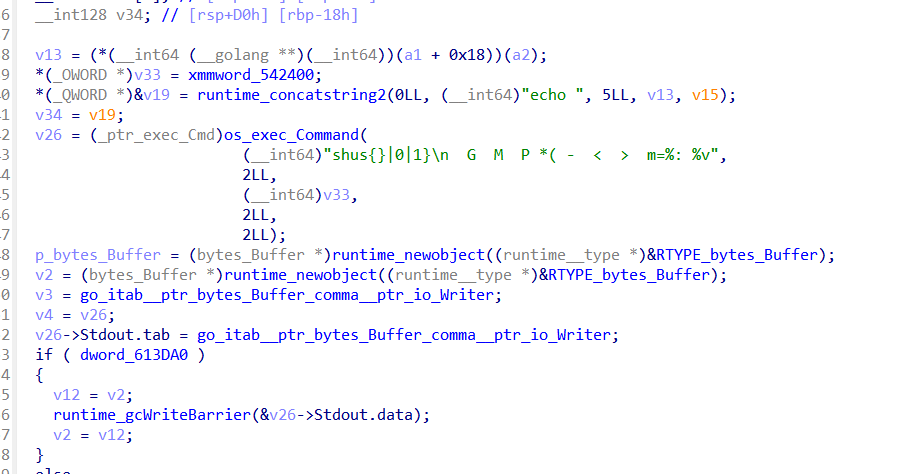 6 __int128 v34; // [rsp+D0h] [rbp-18h]
7
8 v13 = (*(__int64 (__golang **)(__int64))(a1 + 0x18))(a2);
9 *(_OWORD *)v33 = xmmword_542400;
0 *(_QWORD *)&v19 = runtime_concatstring2(0LL, (__int64)"echo ", 5LL, v13, v15);
1 v34 = v19;
2 v26 = (_ptr_exec_Cmd)os_exec_Command(
3 (__int64)"shus{}|0|1}\n  G  M  P *( -  <  >  m=%: %v",
4 2LL,
5 (__int64)v33,
6 2LL,
7 2LL);
8 p_bytes_Buffer = (bytes_Buffer *)runtime_newobject((runtime__type *)&RTYPE_bytes_Buffer);
9 v2 = (bytes_Buffer *)runtime_newobject((runtime__type *)&RTYPE_bytes_Buffer);
0 v3 = go_itab__ptr_bytes_Buffer_comma__ptr_io_Writer;
1 v4 = v26;
2 v26->Stdout.tab = go_itab__ptr_bytes_Buffer_comma__ptr_io_Writer;
3 if ( dword_613DA0 )
4 {
5 v12 = v2;
6 runtime_gcWriteBarrier(&v26->Stdout.data);
7 v2 = v12;
8 }